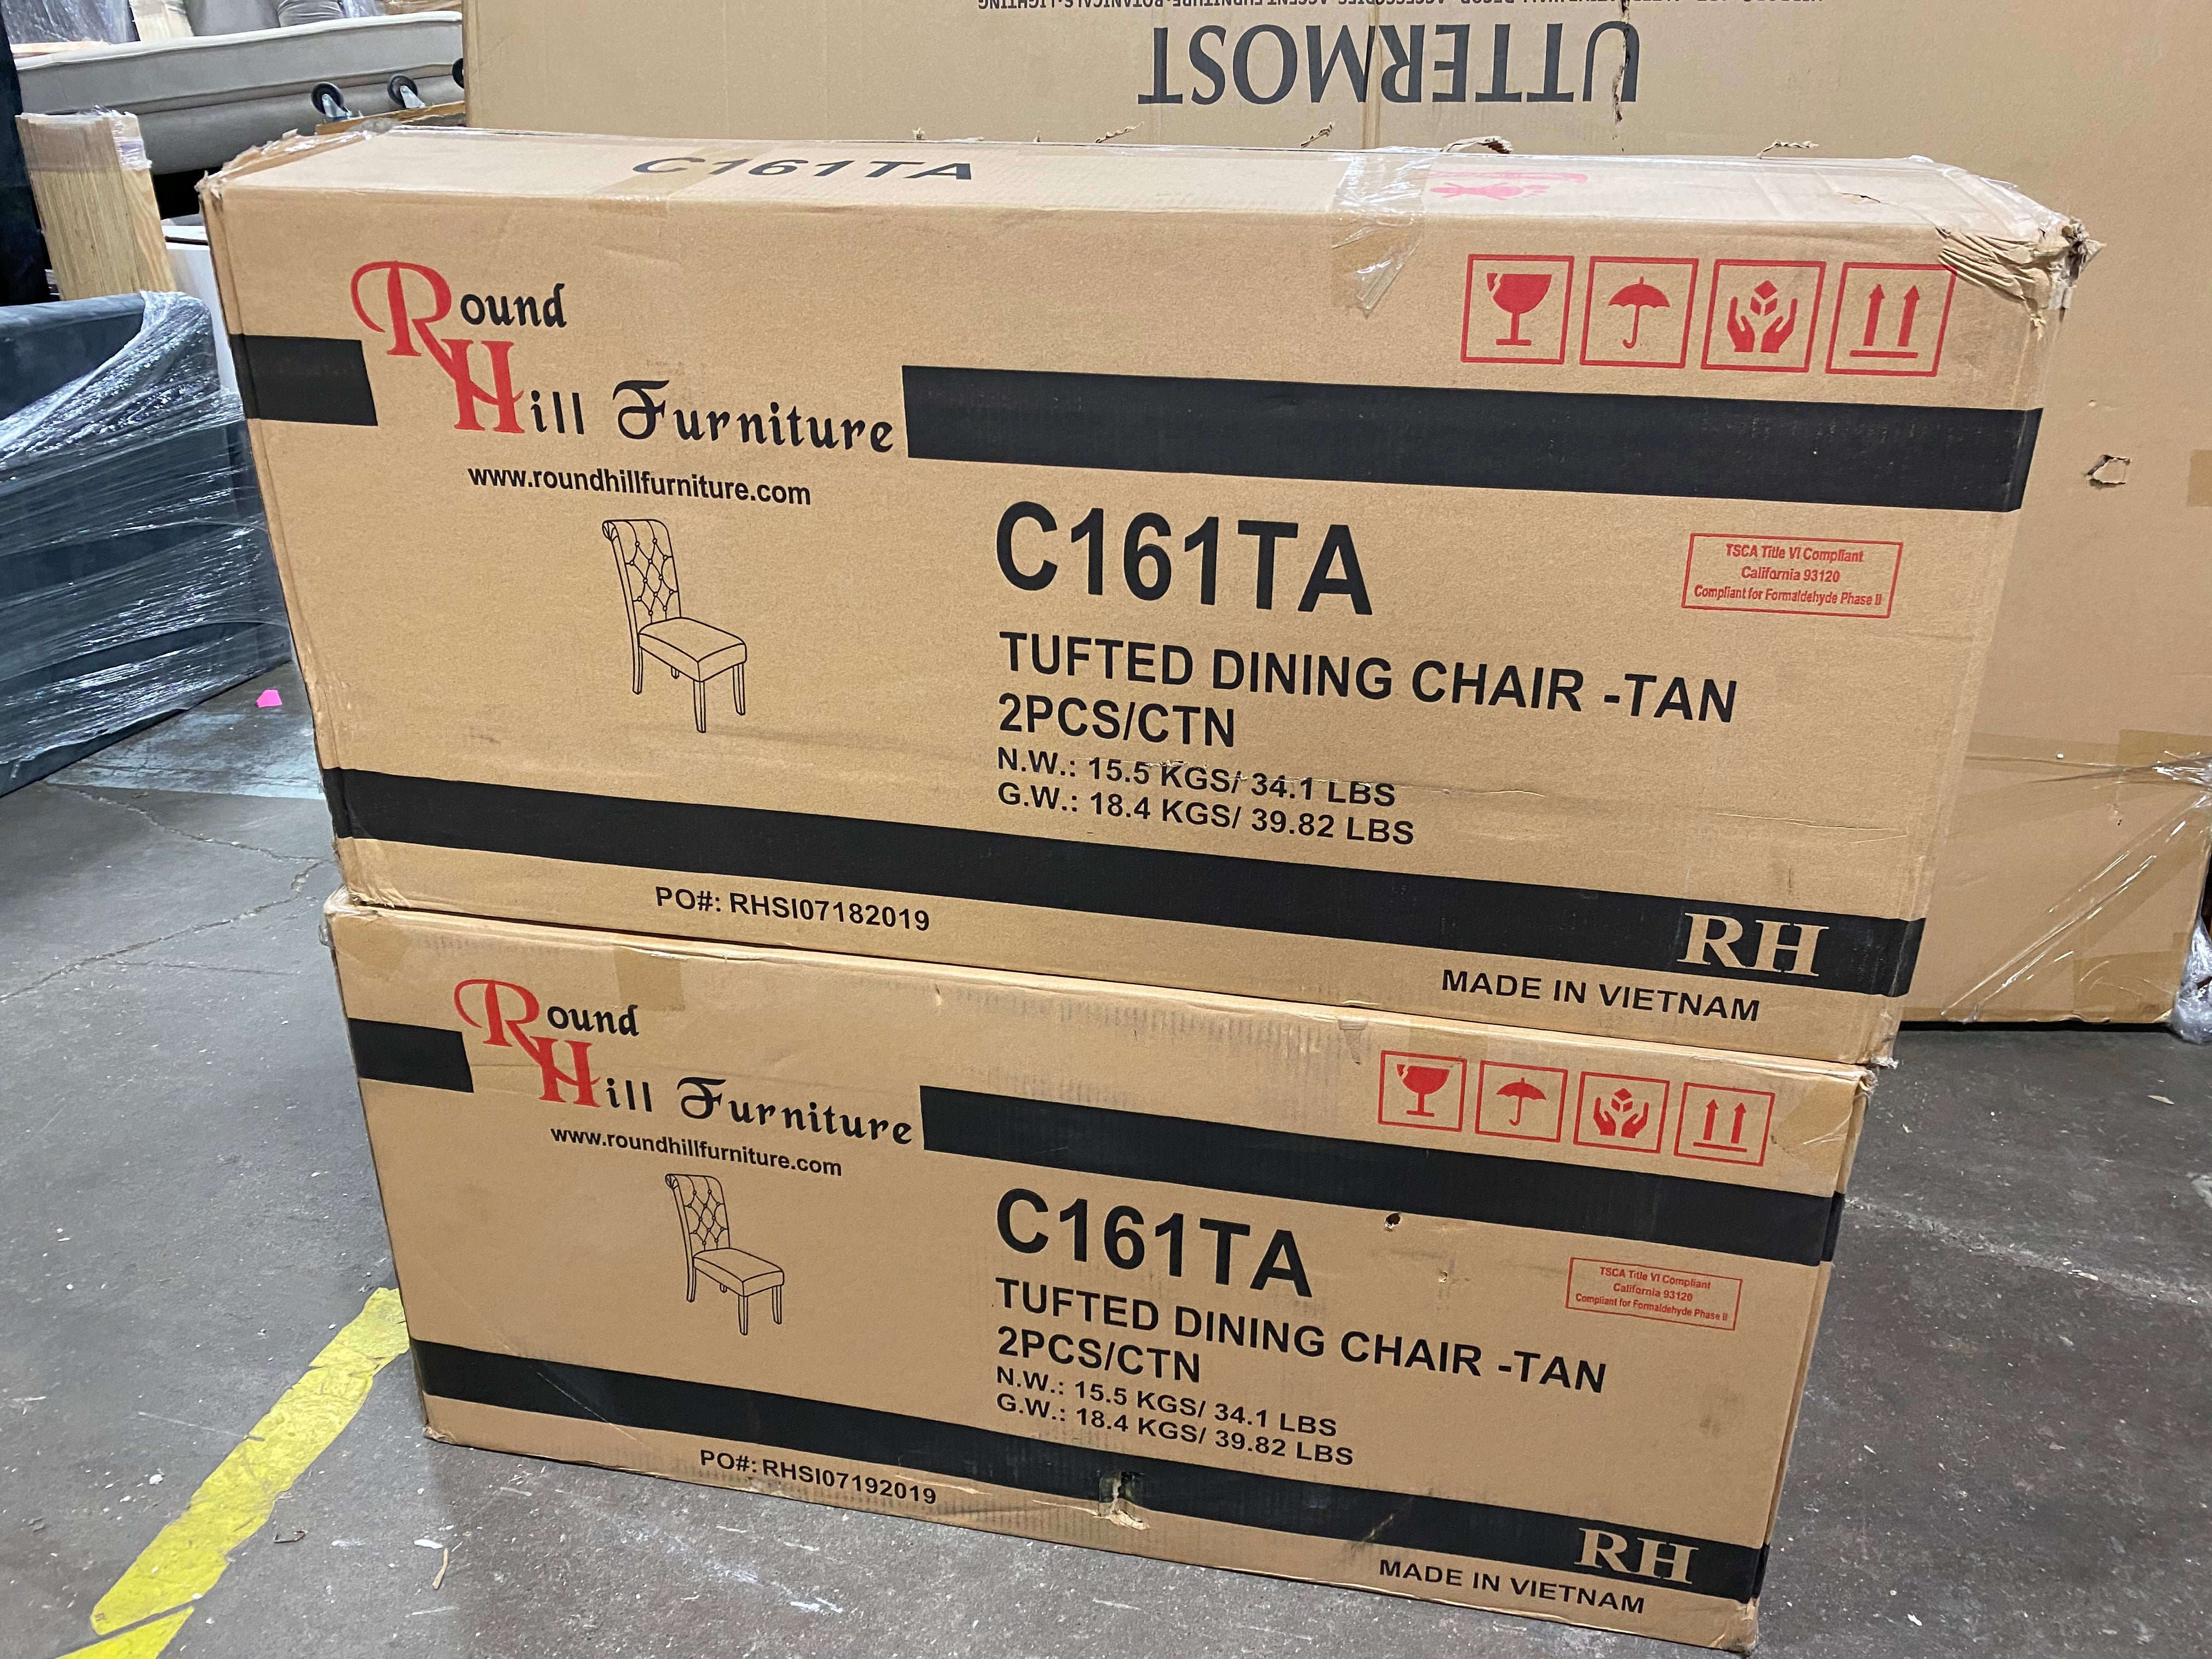 UTTERMOST
C161TA
Round
Hill Furniture
www.roundhillfurniture.com
C161TA
TSCA Title VI Compliant
California 93120
Compliant for Formaldehyde Phase II
TUFTED DINING CHAIR -TAN
2PCS/CTN
N.W.: 15.5 KGS/ 34.1 LBS
G.W.: 18.4 KGS/ 39.82 LBS
PO#: RHSI07182019
RH
MADE IN VIETNAM
Round
Hill Furniture
www.roundhillfurniture.com
C161TA
TSCA Title VI Compliant
California 93120
Compliant for Formaldehyde Phase II
TUFTED DINING CHAIR -TAN
2PCS/CTN
N.W.: 15.5 KGS/ 34.1 LBS
G.W.: 18.4 KGS/ 39.82 LBS
PO#: RHSI07192019
RH
MADE IN VIETNAM